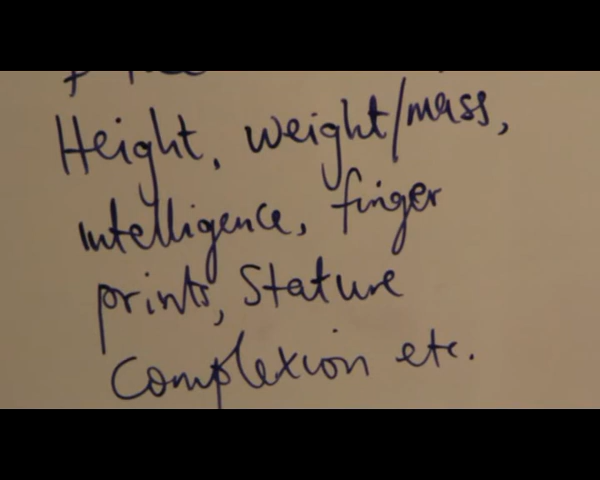 Height, weight/mass,
intelligence, finger
prints, Stature
Complexion etc.